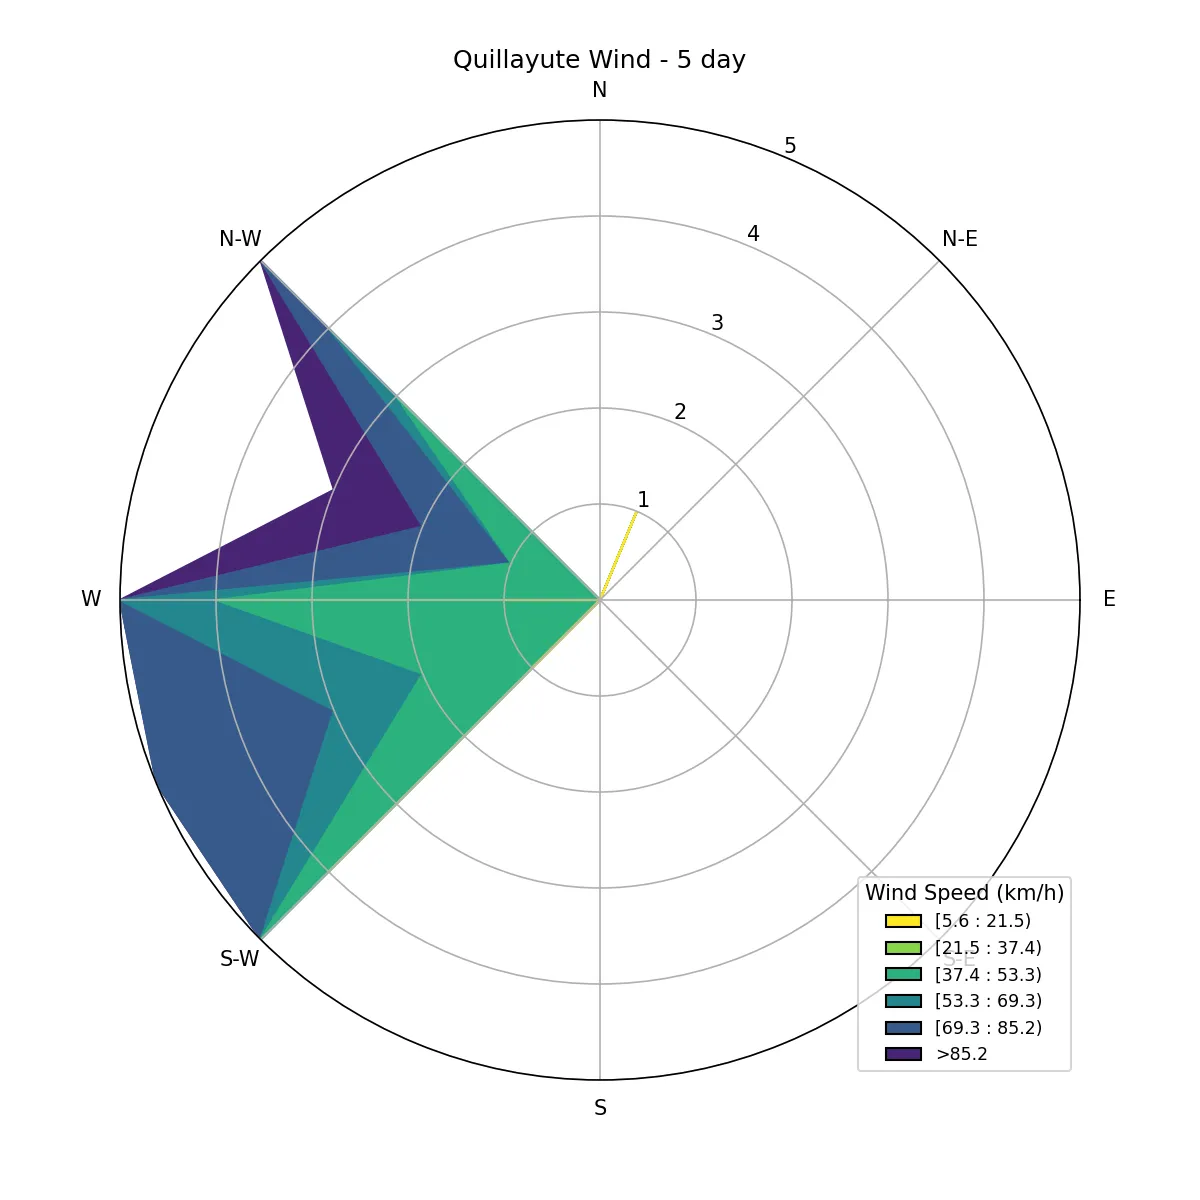 Quillayute Wind - 5 day
N
5
N-W
N-E
4
3
2
1
W
E
Wind Speed (km/h)
[5.6 : 21.5)
[21.5 : 37.4)
S-W
S-E
[37.4 : 53.3)
[53.3 : 69.3)
[69.3 : 85.2)
>85.2
S